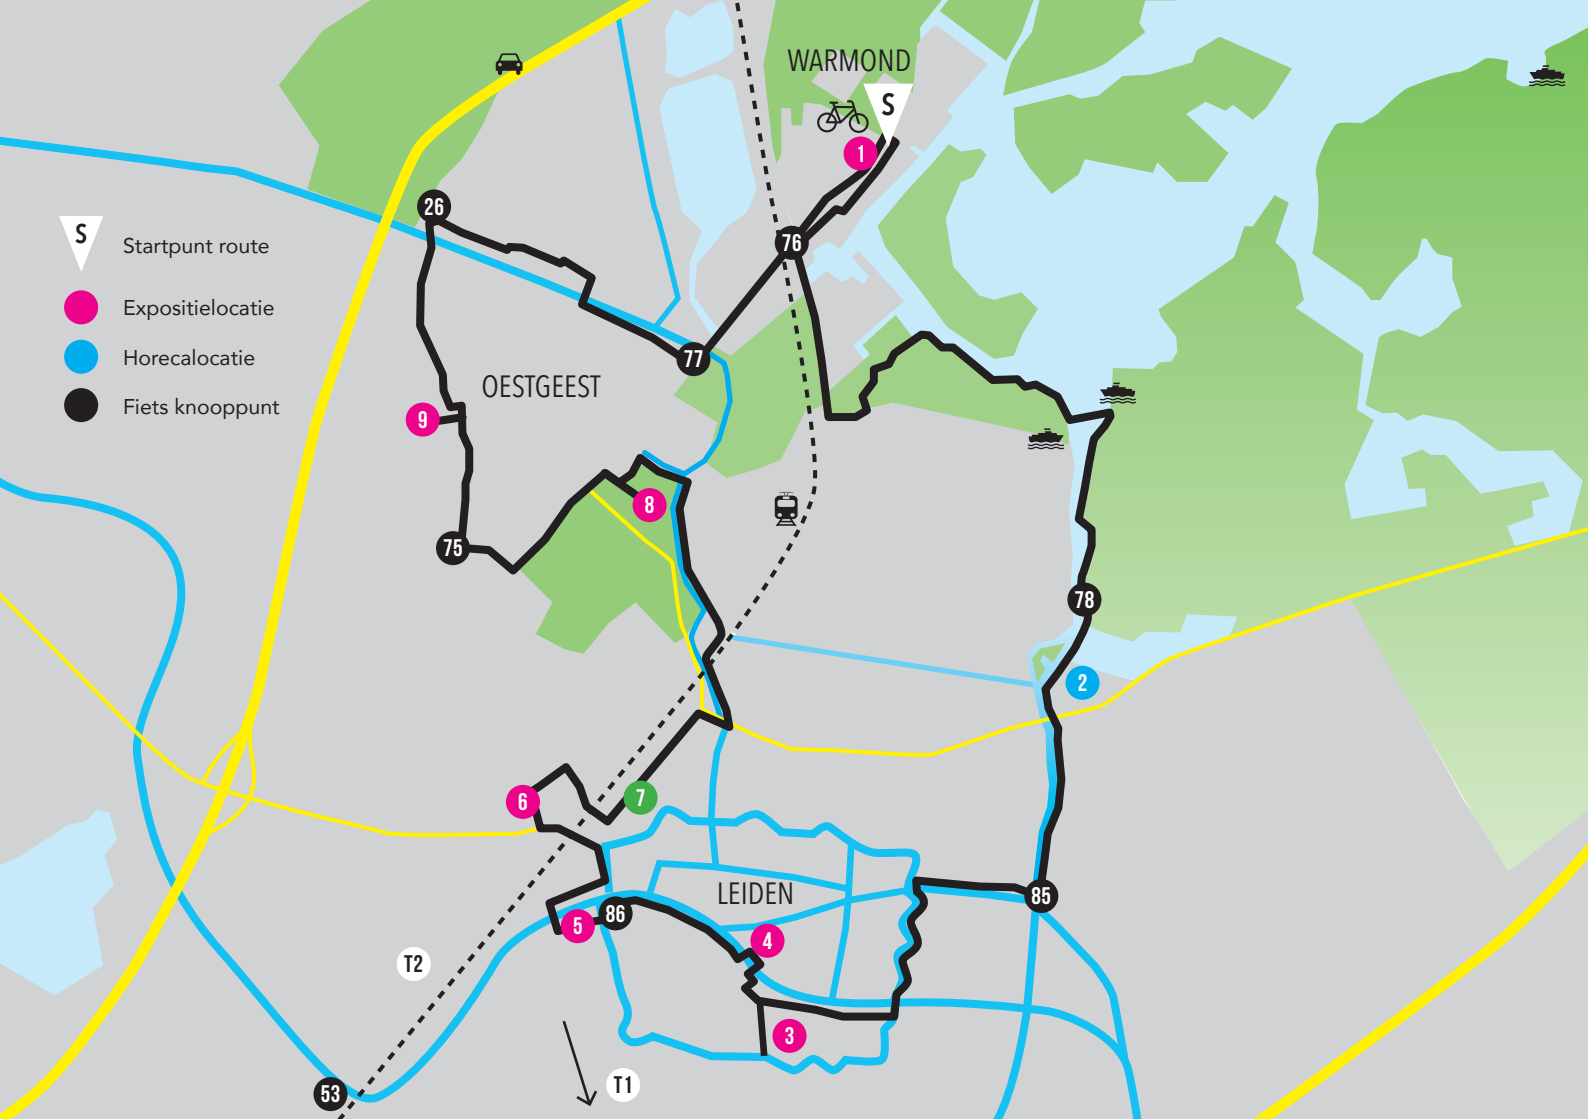 WARMOND
S
1
26
S
Startpunt route
76
Expositielocatie
Horecalocatie
77
OESTGEEST
Fiets knooppunt
9
8
75
78
2
6
7
LEIDEN
85
86
5
4
T2
3
T1
53